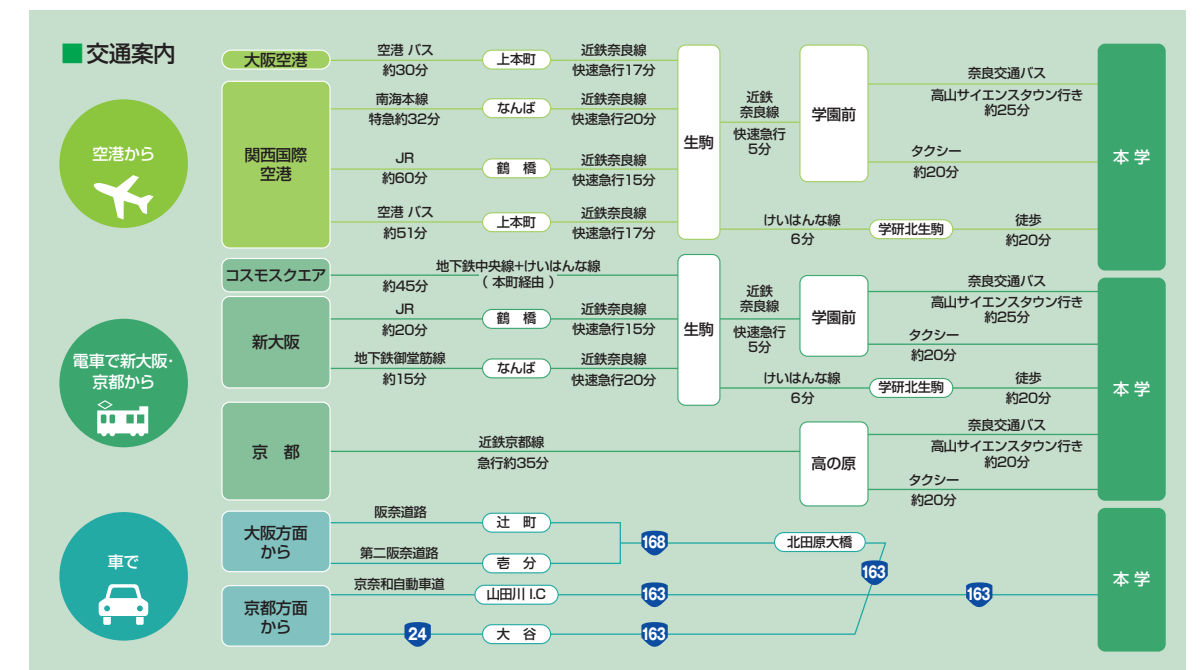 ■交通案内
空港から
大阪空港
空港 バス
約30分
上本町
近鉄奈良線
快速急行17分
関西国際
空港
南海本線
特急約32分
なんば
近鉄奈良線
快速急行20分
JR
約60分
鶴 橋
近鉄奈良線
快速急行15分
空港 バス
約51分
上本町
近鉄奈良線
快速急行17分
生駒
近鉄
奈良線
快速急行
5分
学園前
奈良交通バス
高山サイエンスタウン行き
約25分
タクシー
約20分
けいはんな線
6分
学研北生駒
徒歩
約20分
本 学
電車で新大阪・
京都から
コスモスクエア
地下鉄中央線+けいはんな線
約45分
（ 本町経由 ）
新大阪
JR
約20分
鶴 橋
近鉄奈良線
快速急行15分
地下鉄御堂筋線
約15分
なんば
近鉄奈良線
快速急行20分
生駒
近鉄
奈良線
快速急行
5分
学園前
奈良交通バス
高山サイエンスタウン行き
約25分
タクシー
約20分
けいはんな線
6分
学研北生駒
徒歩
約20分
京 都
近鉄京都線
急行約35分
高の原
奈良交通バス
高山サイエンスタウン行き
約20分
タクシー
約20分
本 学
車で
大阪方面
から
阪奈道路
辻 町
第二阪奈道路
壱 分
168
北田原大橋
163
京都方面
から
京奈和自動車道
山田川 I.C
163
163
24
大 谷
163
本 学